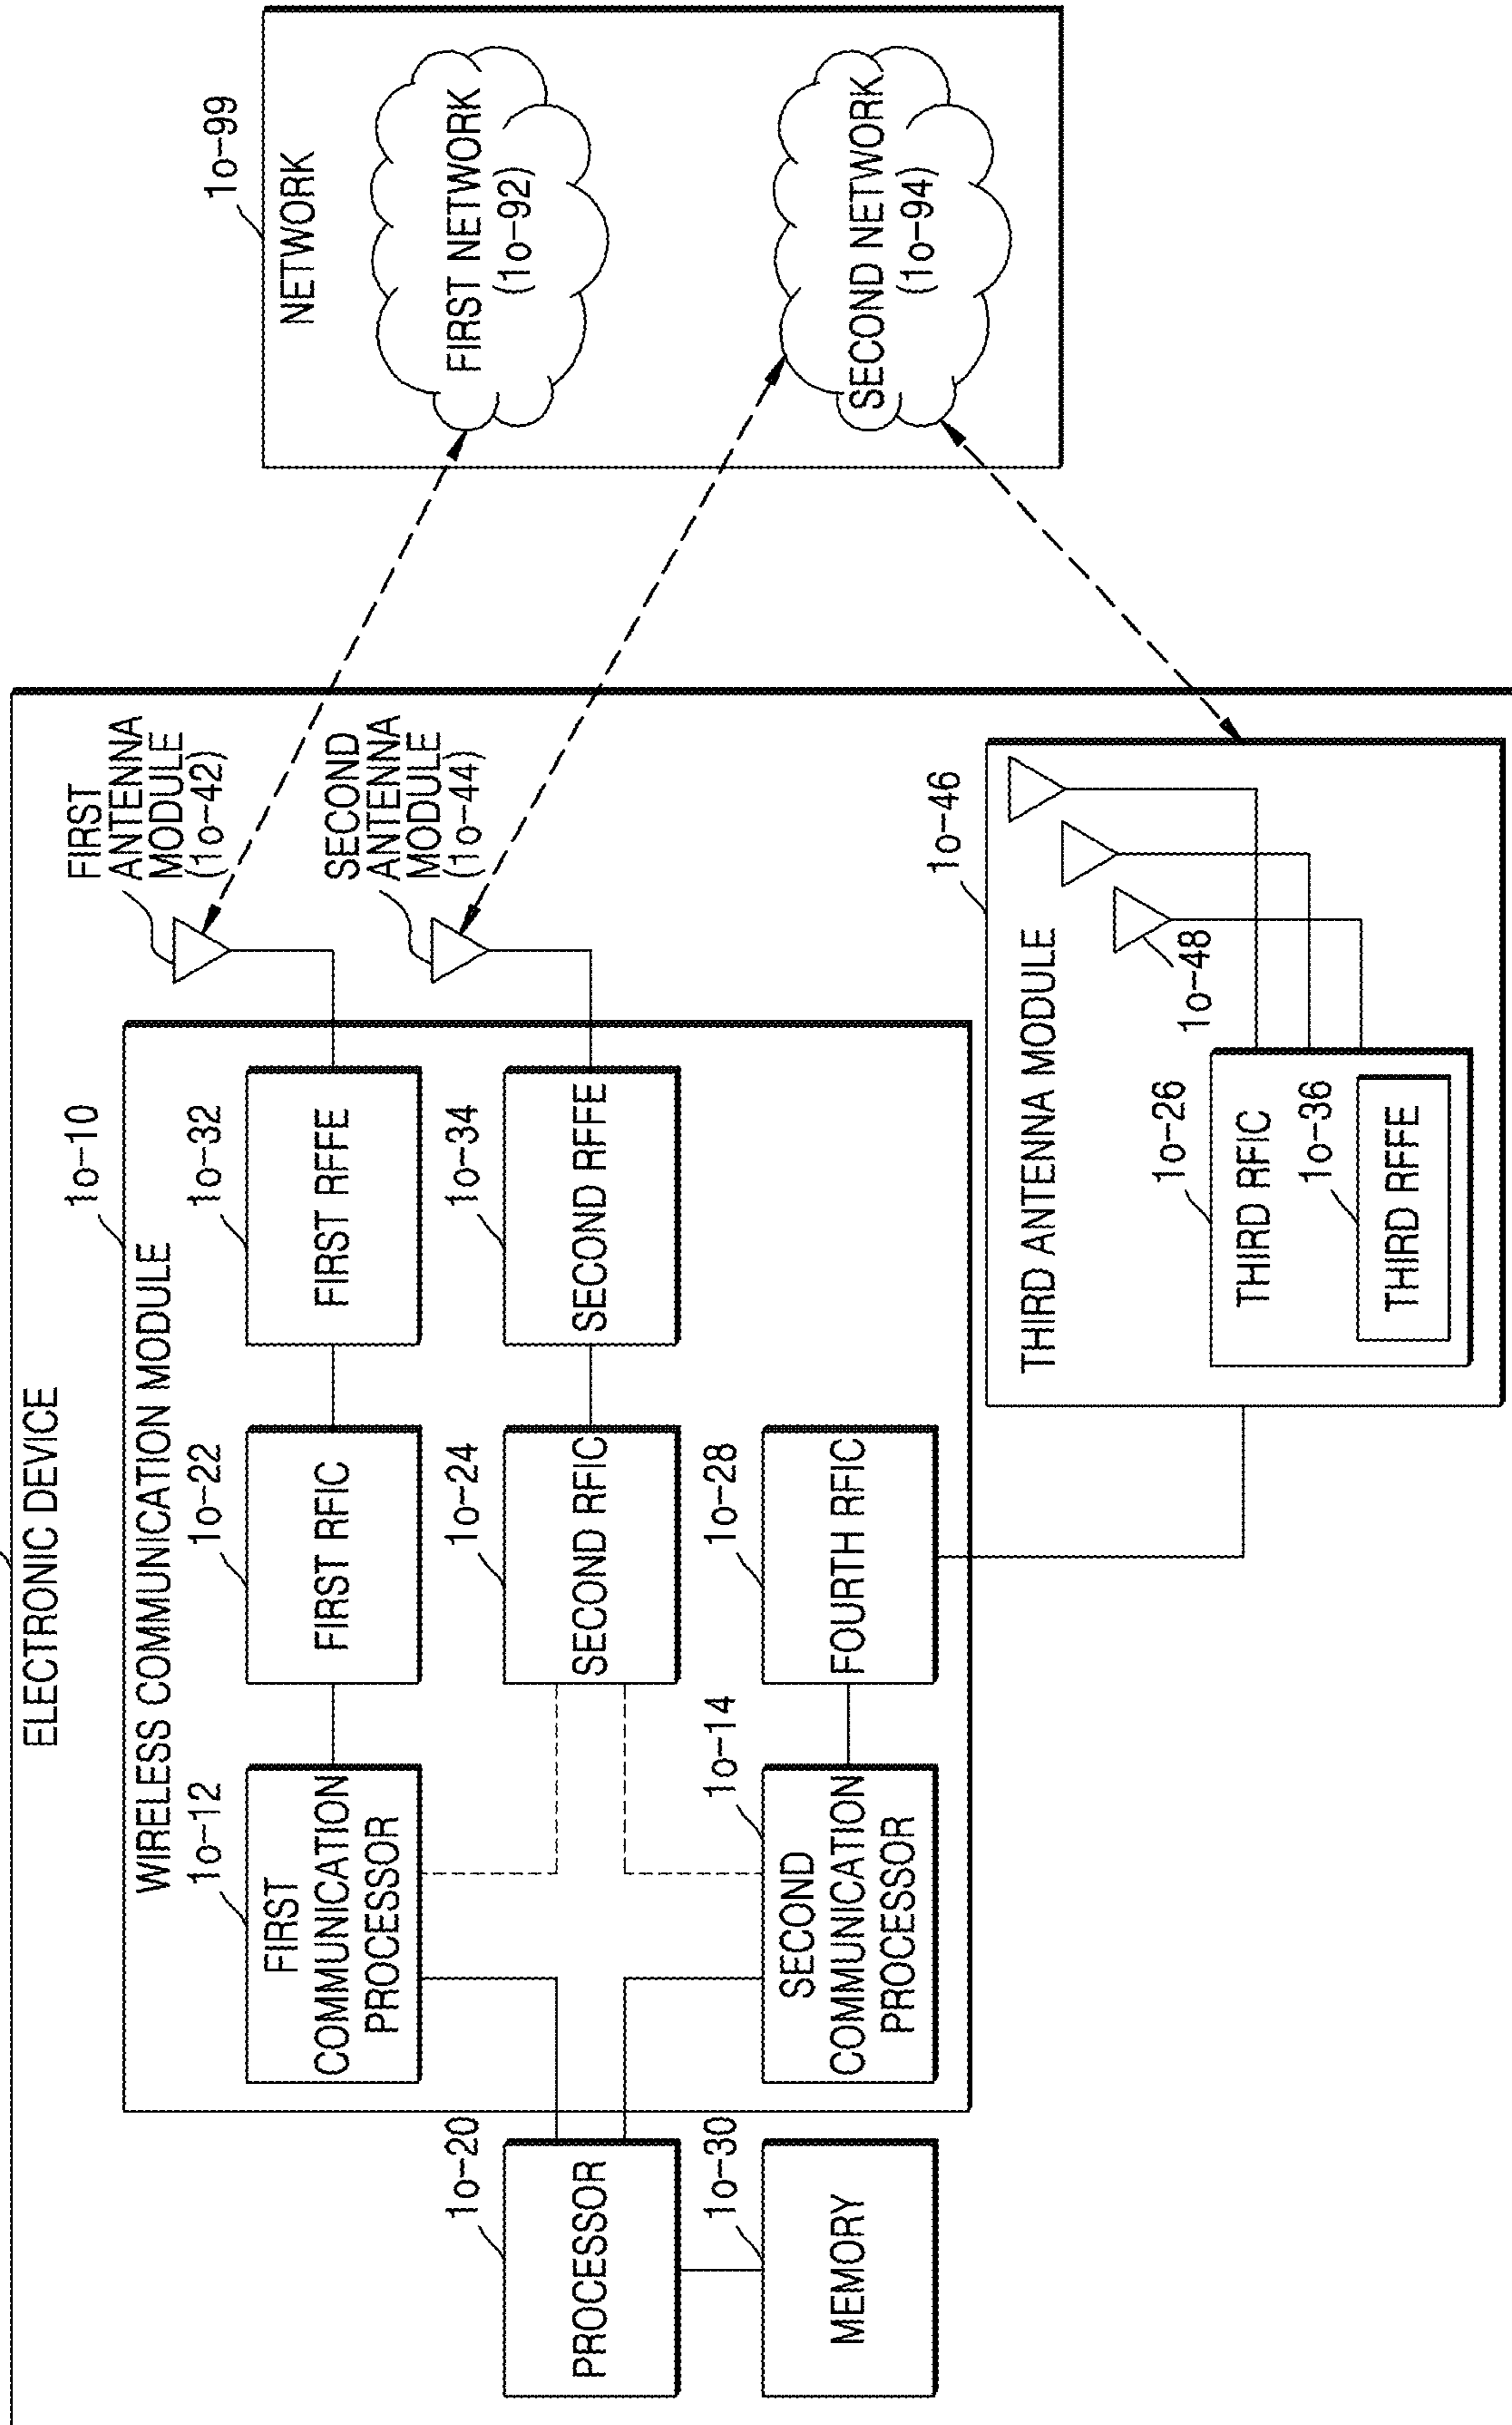 ELECTRONIC DEVICE
1o-10
WIRELESS COMMUNICATION MODULE
1o-12
FIRST
COMMUNICATION
PROCESSOR
1o-22
FIRST RFIC
1o-32
FIRST RFFE
FIRST
ANTENNA
MODULE
(1o-42)
1o-20
PROCESSOR
1o-24
SECOND RFIC
1o-34
SECOND RFFE
SECOND
ANTENNA
MODULE
(1o-44)
1o-30
MEMORY
1o-14
SECOND
COMMUNICATION
PROCESSOR
1o-28
FOURTH RFIC
1o-46
THIRD ANTENNA MODULE
1o-48
1o-26
THIRD RFIC
1o-36
THIRD RFFE
1o-99
NETWORK
FIRST NETWORK
(1o-92)
SECOND NETWORK
(1o-94)